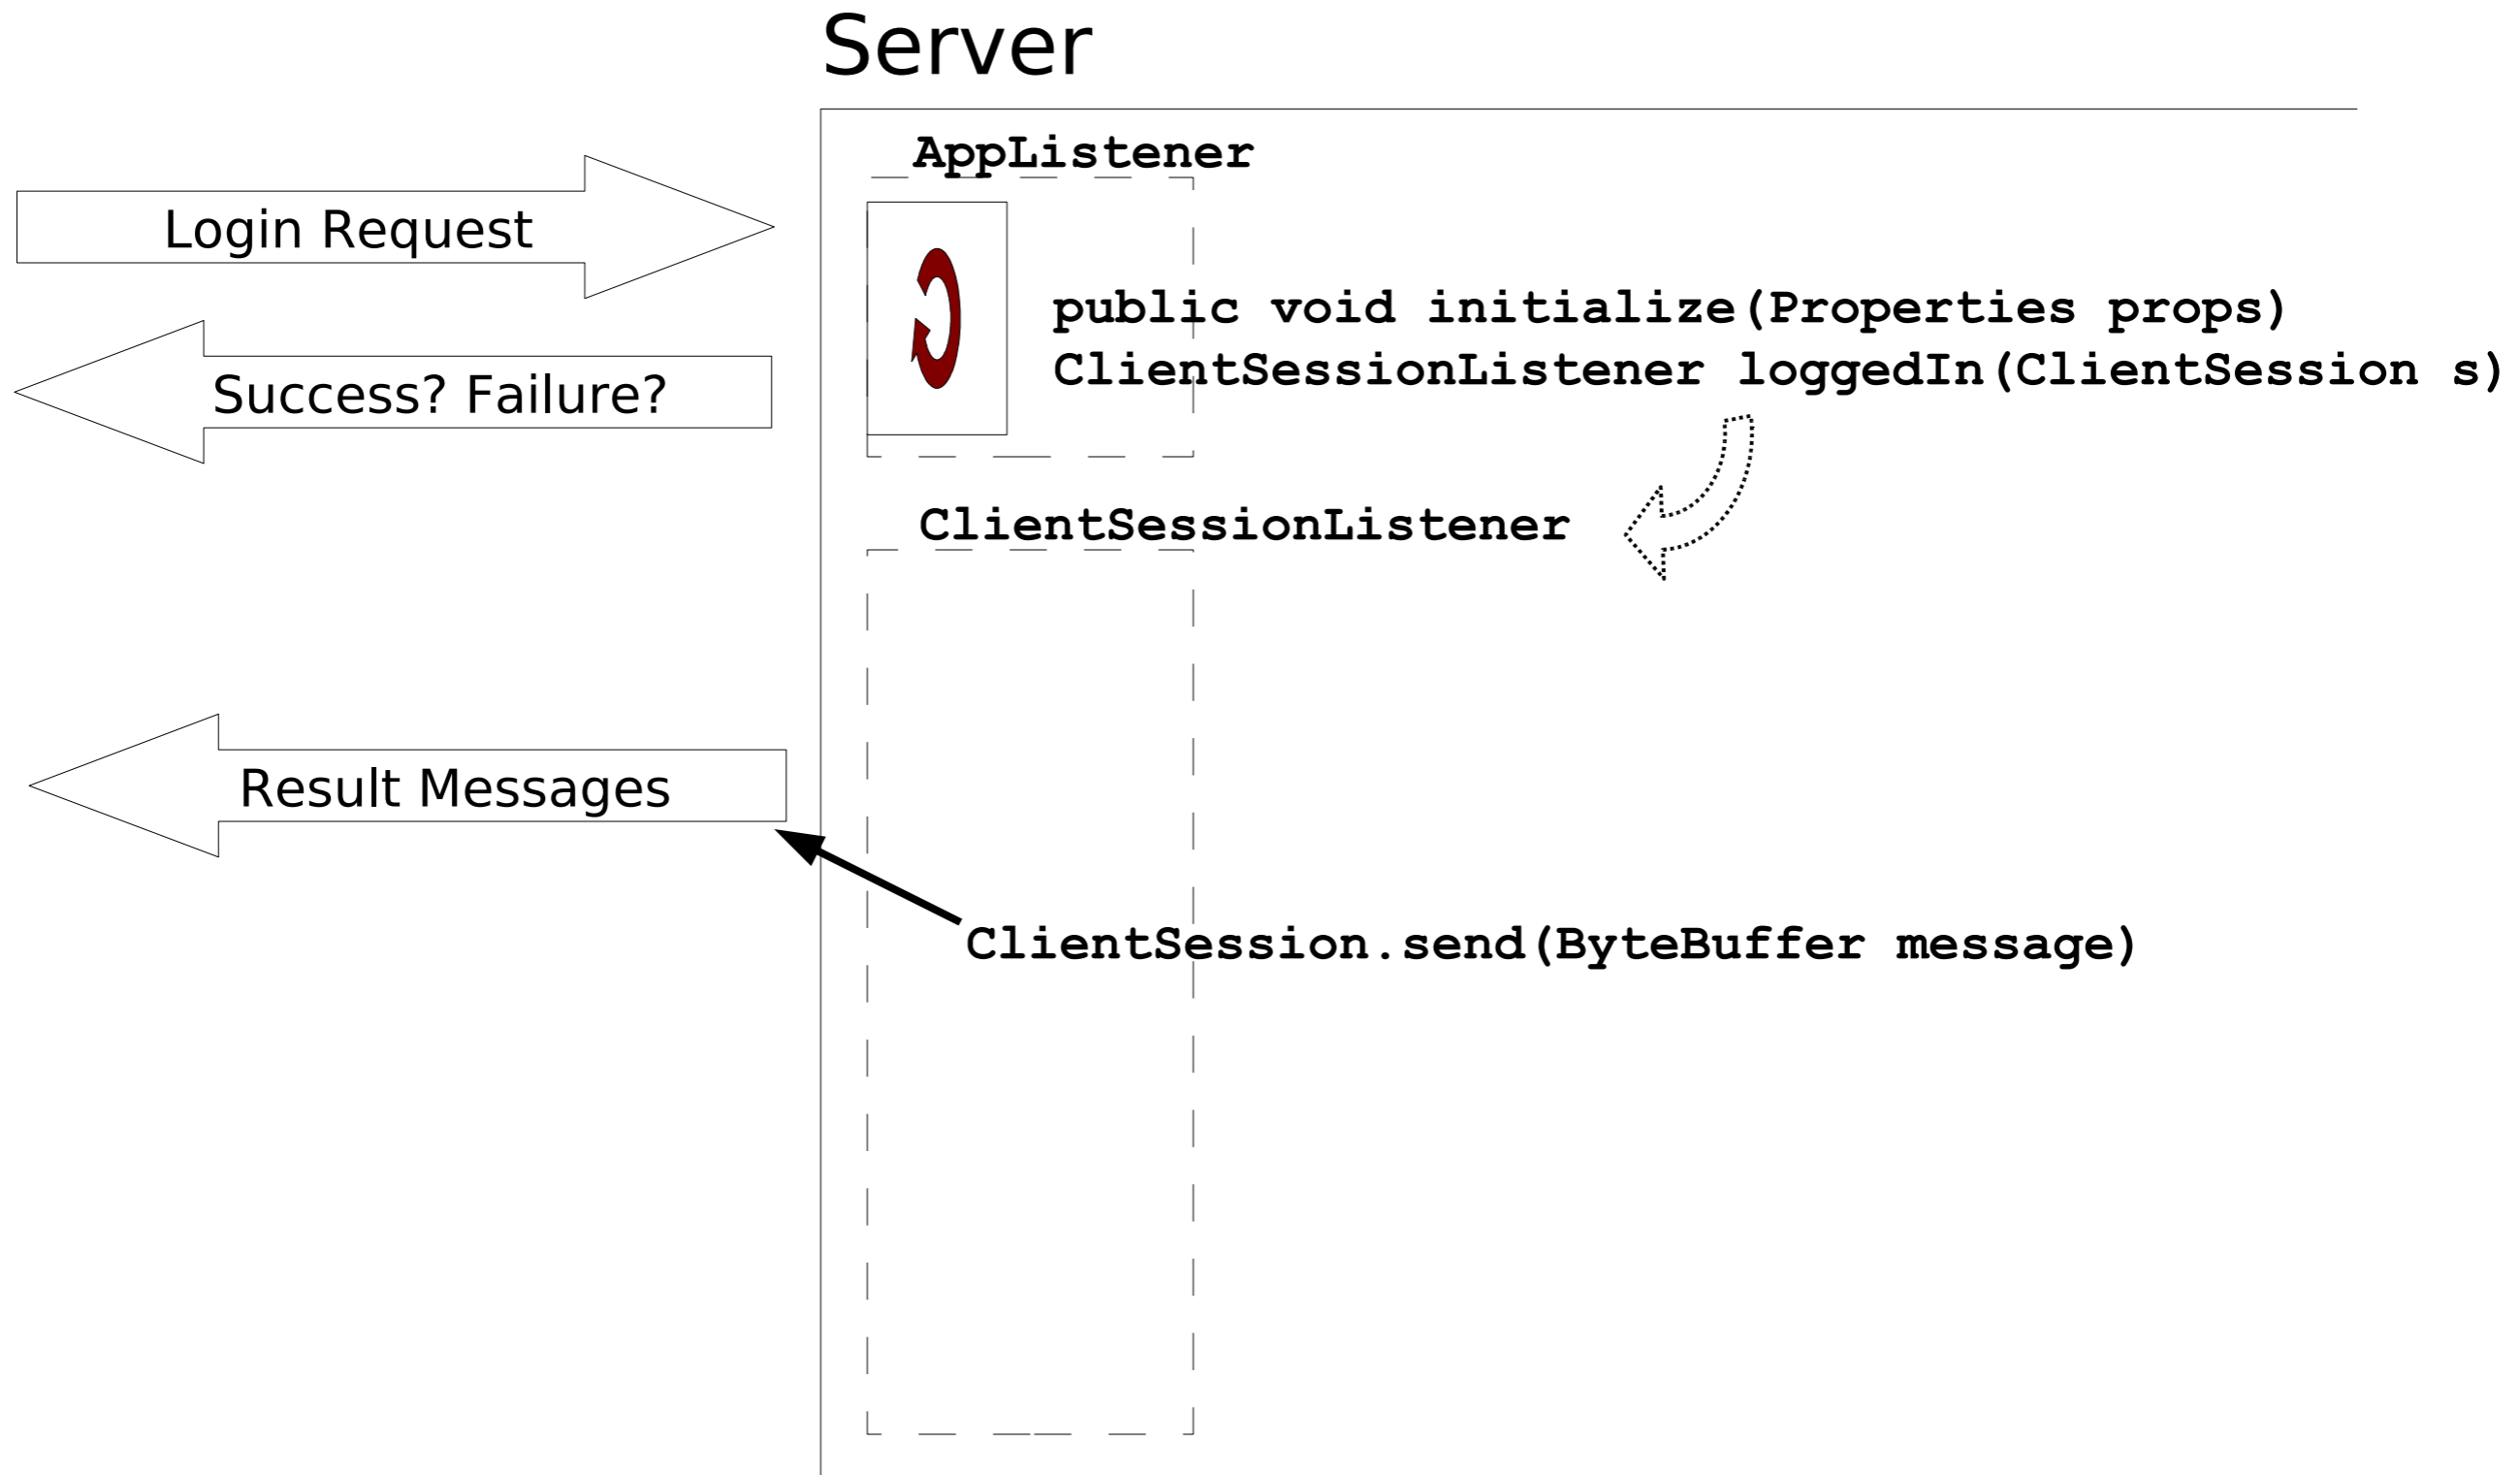 Server
AppListener
Login Request
public void initialize(Properties props)
ClientSessionListener loggedIn(ClientSession s)
Success? Failure?
ClientSessionListener
Result Messages
ClientSession.send(ByteBuffer message)